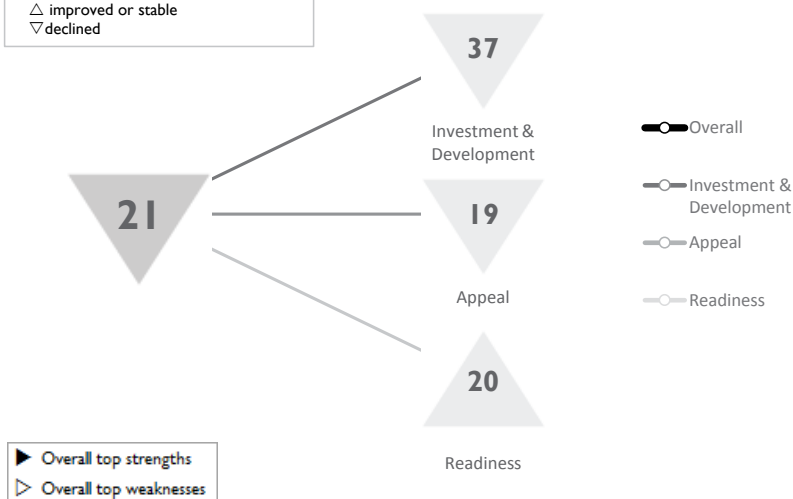 △ improved or stable
▽ declined
37
Investment &
Development
21
19
Appeal
20
Readiness
Overall
Investment &
Development
Appeal
Readiness
▶ Overall top strengths
▷ Overall top weaknesses